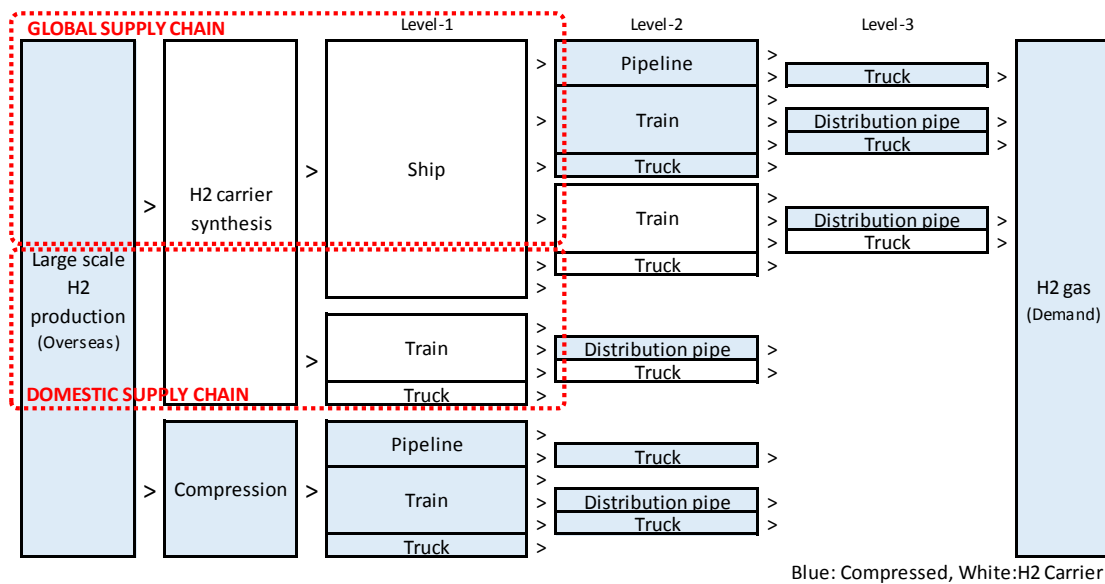 GLOBAL SUPPLY CHAIN
Level-1
Level-2
Level-3
Large scale
H2
production
(Overseas)
>
H2 carrier
synthesis
>
Ship
>
>
>
>
>
>
Pipeline
Train
Truck
Train
Truck
>
>
>
>
>
>
>
>
>
>
>
Truck
Distribution pipe
Truck
Distribution pipe
Truck
>
>
>
>
>
H2 gas
(Demand)
>
Train
Truck
>
>
>
>
Distribution pipe
Truck
>
>
DOMESTIC SUPPLY CHAIN
>
Compression
>
Pipeline
Train
Truck
>
>
>
>
>
>
Truck
Distribution pipe
Truck
>
>
>
Blue: Compressed, White:H2 Carrier